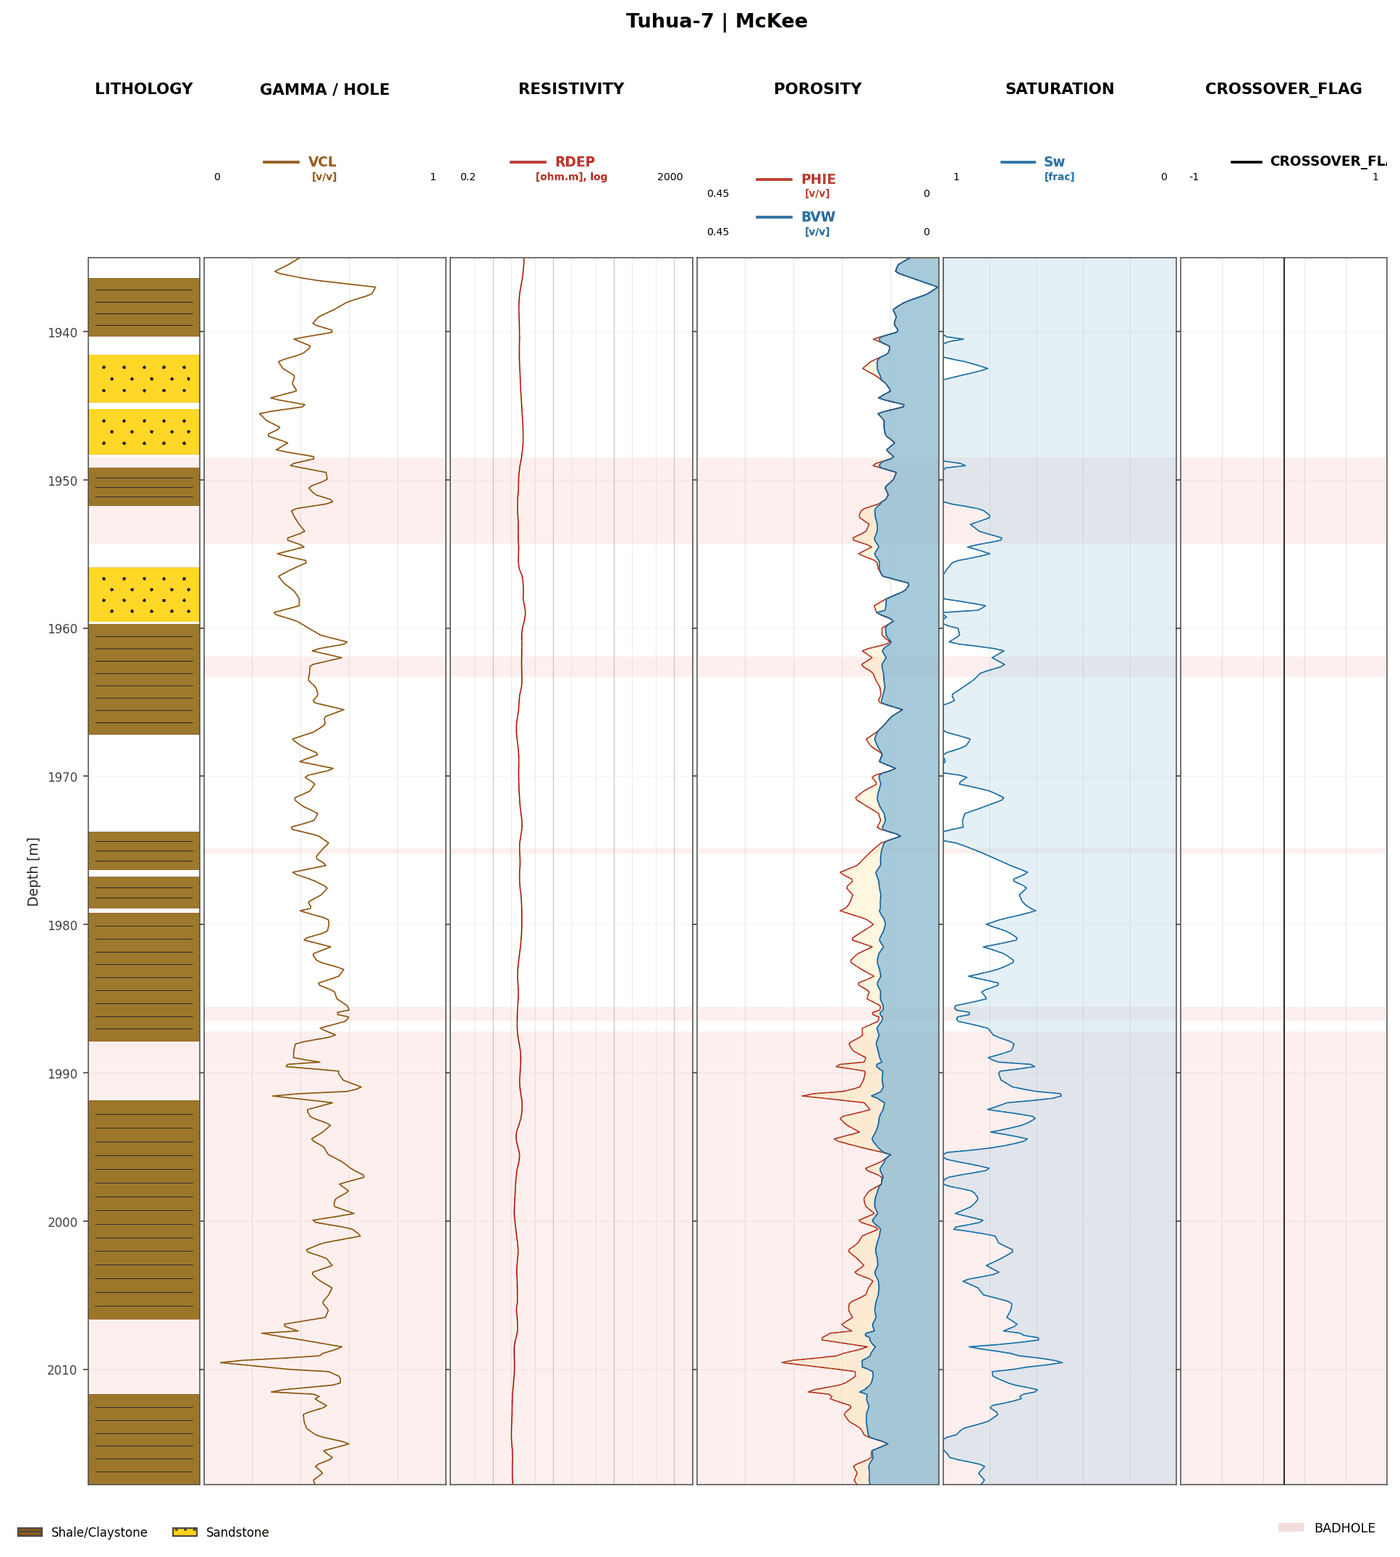 Tuhua-7 | McKee
LITHOLOGY
GAMMA / HOLE
RESISTIVITY
POROSITY
SATURATION
CROSSOVER_FLAG
VCL
[v/v]
0
1
RDEP
[ohm.m], log
0.2
2000
PHIE
[v/v]
0.45
0
BVW
[v/v]
0.45
0
Sw
[frac]
1
0
CROSSOVER_FL
-1
1
Depth [m]
1940
1950
1960
1970
1980
1990
2000
2010
Shale/Claystone
Sandstone
BADHOLE